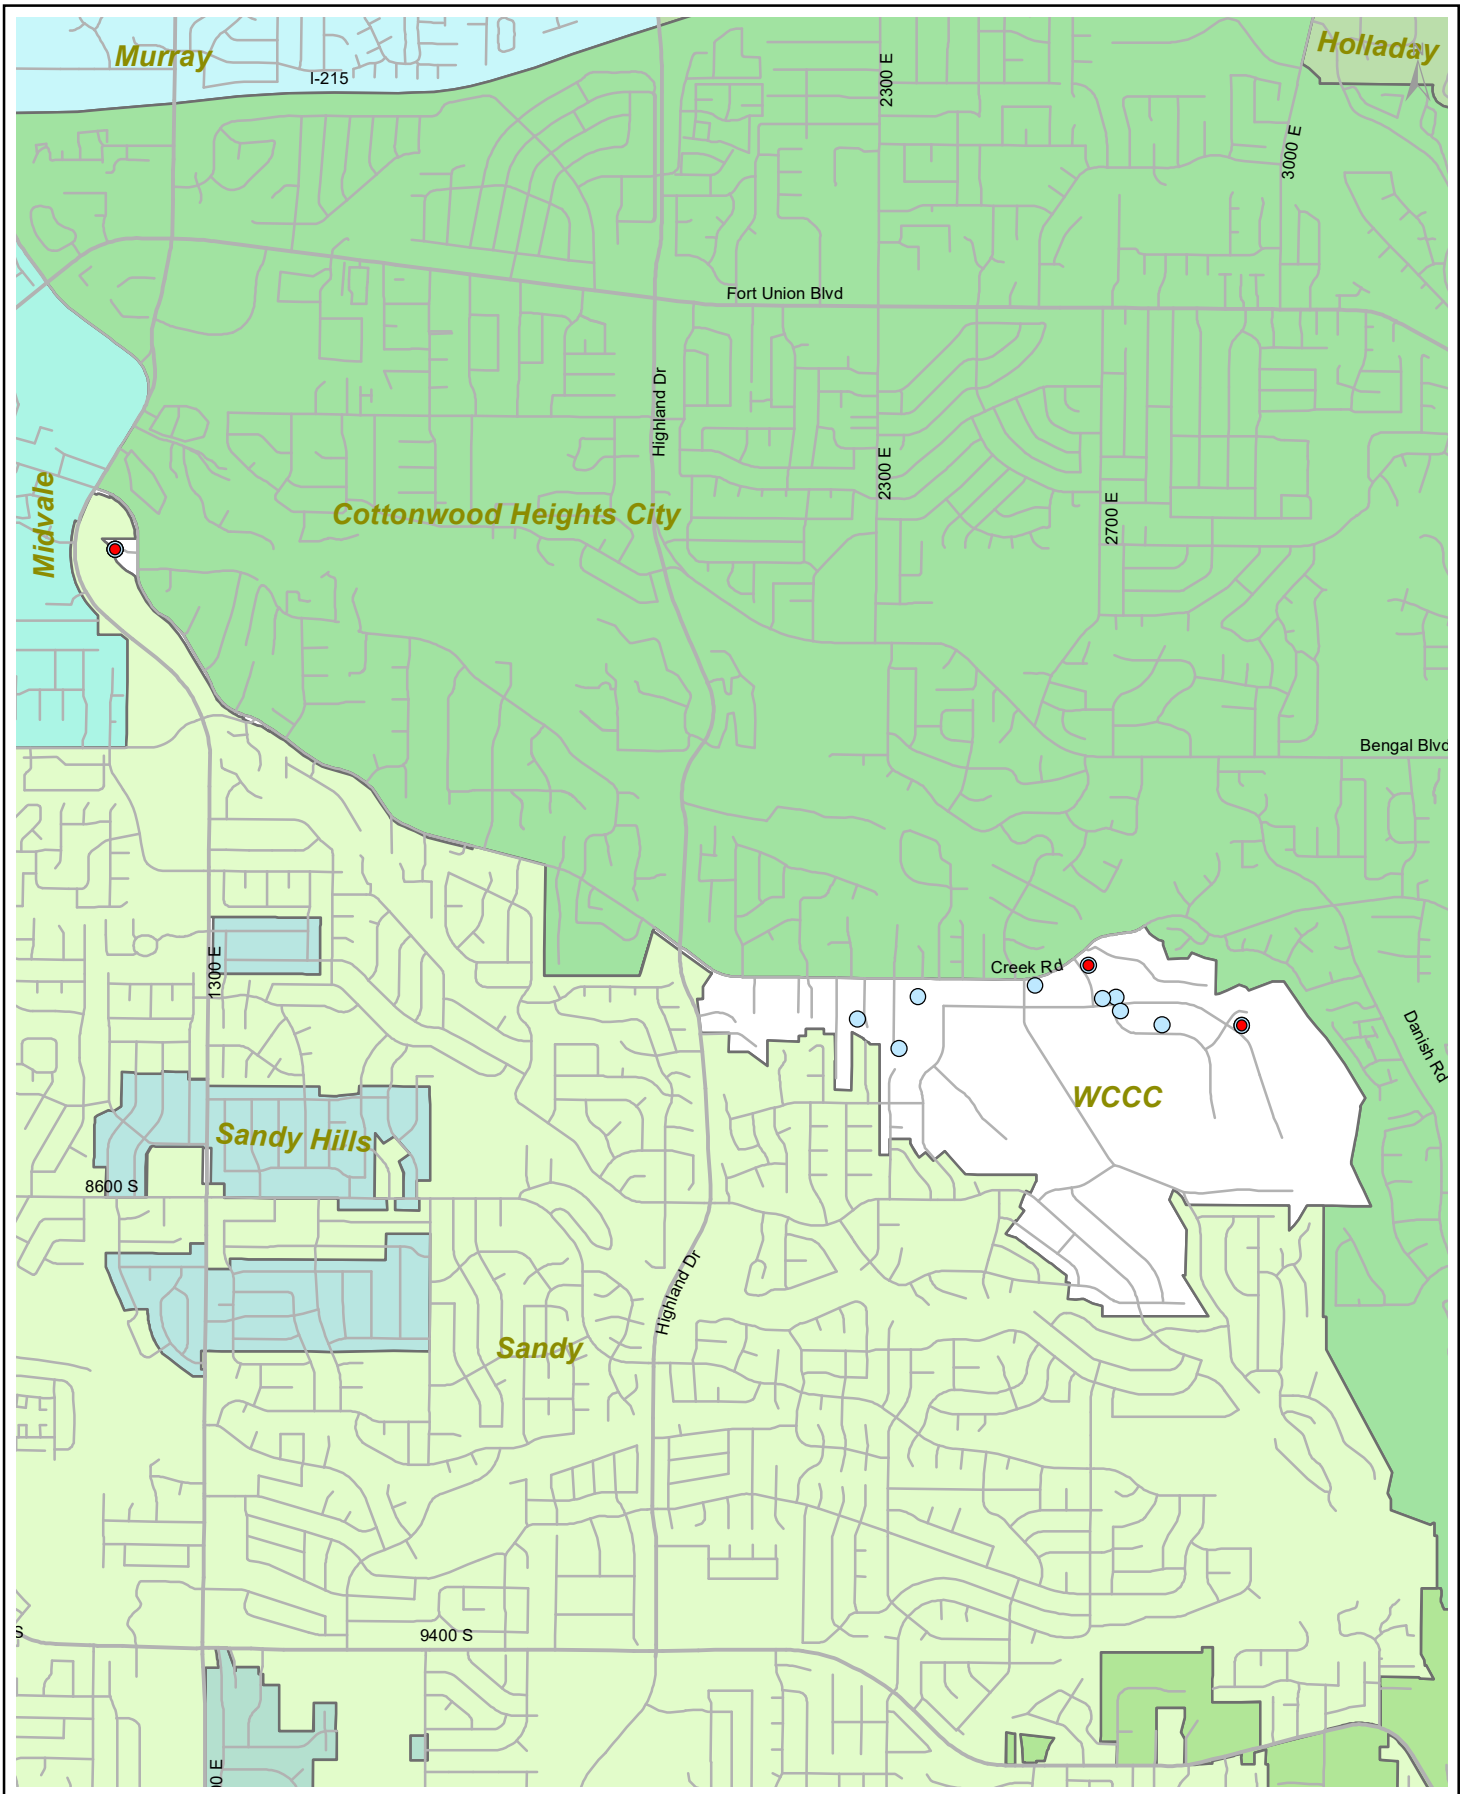 Murray
Holladay
I-215
2300 E
3000 E
Fort Union Blvd
Highland Dr
2300 E
Midvale
Cottonwood Heights City
2700 E
Bengal Blvd
1300 E
Creek Rd
Danish Rd
WCCC
Sandy Hills
8600 S
Highland Dr
Sandy
S
9400 S
00 E